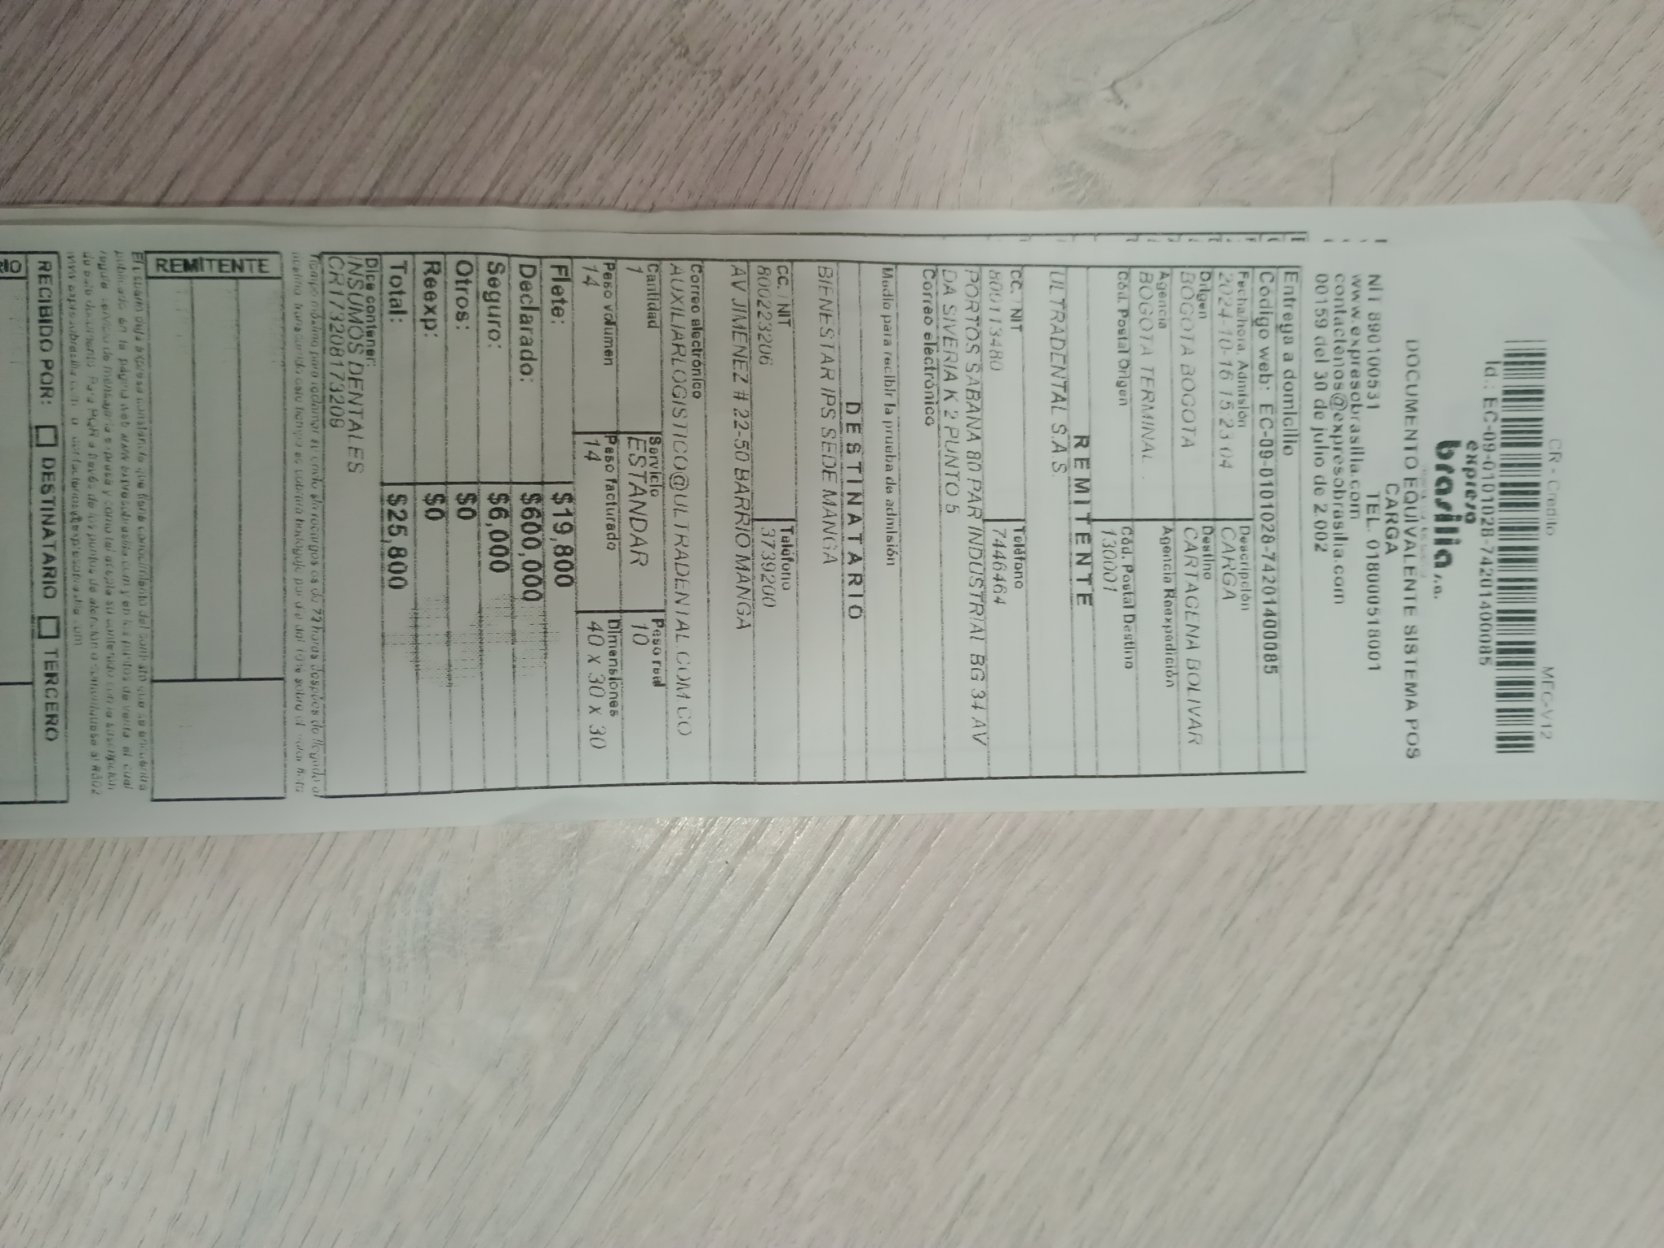 CR - Credito MEG-V12
Id.: EC-09-0101028-7420140008​5
expreso
brasilia s.a.
DOCUMENTO EQUIVALENTE SISTEMA POS
CARGA
NIT 890100531 TEL. 018000518001
www.expresobrasilia.com
contactenos@expresobrasilia.com
00159 del 30 de julio de 2.002
Entrega a domicilio
Código web: EC-09-0101028-74201400085
Fecha/hora. Admisión Descripción
2024-10-16 15 23 04 CARGA
Origen Destino
BOGOTA BOGOTA CARTAGENA BOLIVAR
Agencia Agencia Reexpedición
BOGOTA TERMINAL
Cód. Postal Origen Cód. Postal Destino
130001
REMITENTE
ULTRADENTAL S.A.S.
CC. / NIT Teléfono
809113480 7446464
PORTOS SABANA 80 PAR INDUSTRIAL BG 34 AV
DA SIVERIA K 2 PUNTO 5
Correo electrónico
Medio para recibir la prueba de admisión
DESTINATARIO
BIENESTAR IPS SEDE MANGA
CC. / NIT Teléfono
800223206 3739200
AV JIMENEZ # 22-50 BARRIO MANGA
Correo electrónico
AUXILIARLOGISTICO@ULTRADENTAL.COM.CO
Cantidad Servicio Peso real
1 ESTANDAR 10
Peso volumen Peso facturado Dimensiones
14 14 40 x 30 x 30
Flete: $19,800
Declarado: $600,000
Seguro: $6,000
Otros: $0
Reexp: $0
Total: $25,800
Dice contener:
INSUMOS DENTALES
CR1732081732​09
REMITENTE
RECIBIDO POR: DESTINATARIO TERCERO